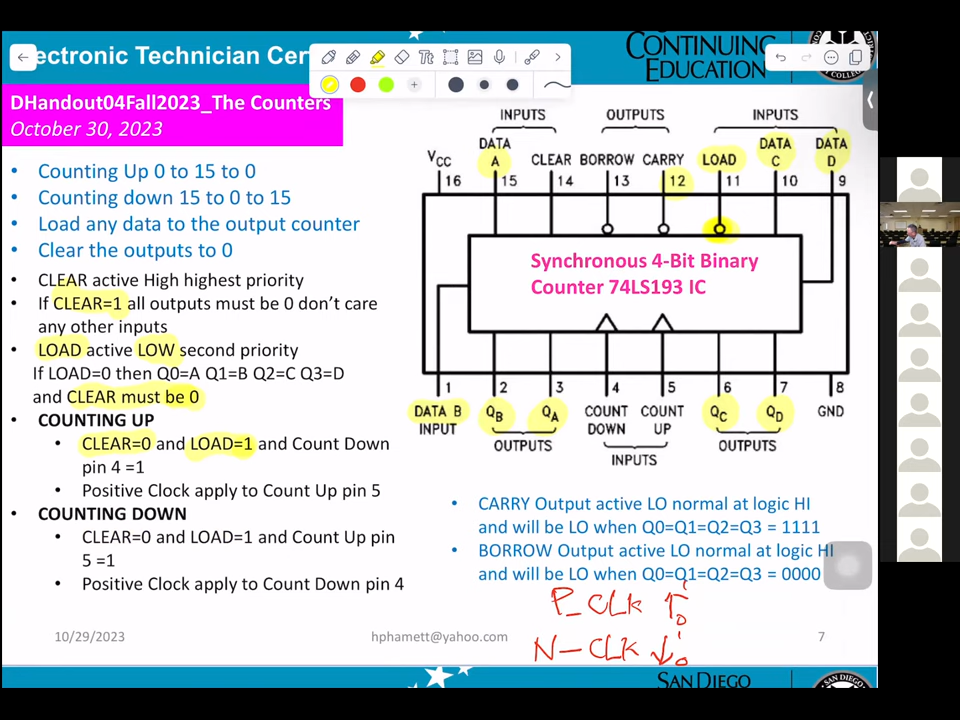 ectronic Technician Cer
CONTINUING
EDUCATION
DHandout04Fall2023_The Counters
October 30, 2023
• Counting Up 0 to 15 to 0
• Counting down 15 to 0 to 15
• Load any data to the output counter
• Clear the outputs to 0
• CLEAR active High highest priority
• If CLEAR=1 all outputs must be 0 don't care
any other inputs
• LOAD active LOW second priority
If LOAD=0 then Q0=A Q1=B Q2=C Q3=D
and CLEAR must be 0
• COUNTING UP
• CLEAR=0 and LOAD=1 and Count Down
pin 4 =1
• Positive Clock apply to Count Up pin 5
• COUNTING DOWN
• CLEAR=0 and LOAD=1 and Count Up pin
5 =1
• Positive Clock apply to Count Down pin 4
INPUTS OUTPUTS INPUTS
DATA DATA DATA
VCC A CLEAR BORROW CARRY LOAD C D
16 15 14 13 12 11 10 9
Synchronous 4-Bit Binary
Counter 74LS193 IC
1 2 3 4 5 6 7 8
DATA B QB QA COUNT COUNT QC QD GND
INPUT DOWN UP
OUTPUTS INPUTS OUTPUTS
• CARRY Output active LO normal at logic HI
and will be LO when Q0=Q1=Q2=Q3 = 1111
• BORROW Output active LO normal at logic HI
and will be LO when Q0=Q1=Q2=Q3 = 0000
P_CLK ↑ 1 0
N-CLK ↓ 1 0
10/29/2023 hphamett@yahoo.com 7
SAN DIEGO